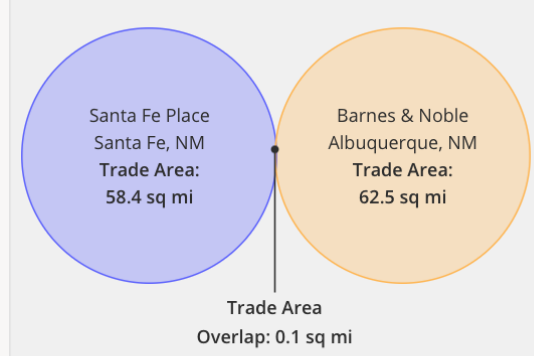 Santa Fe Place
Santa Fe, NM
Trade Area:
58.4 sq mi
Barnes & Noble
Albuquerque, NM
Trade Area:
62.5 sq mi
Trade Area
Overlap: 0.1 sq mi